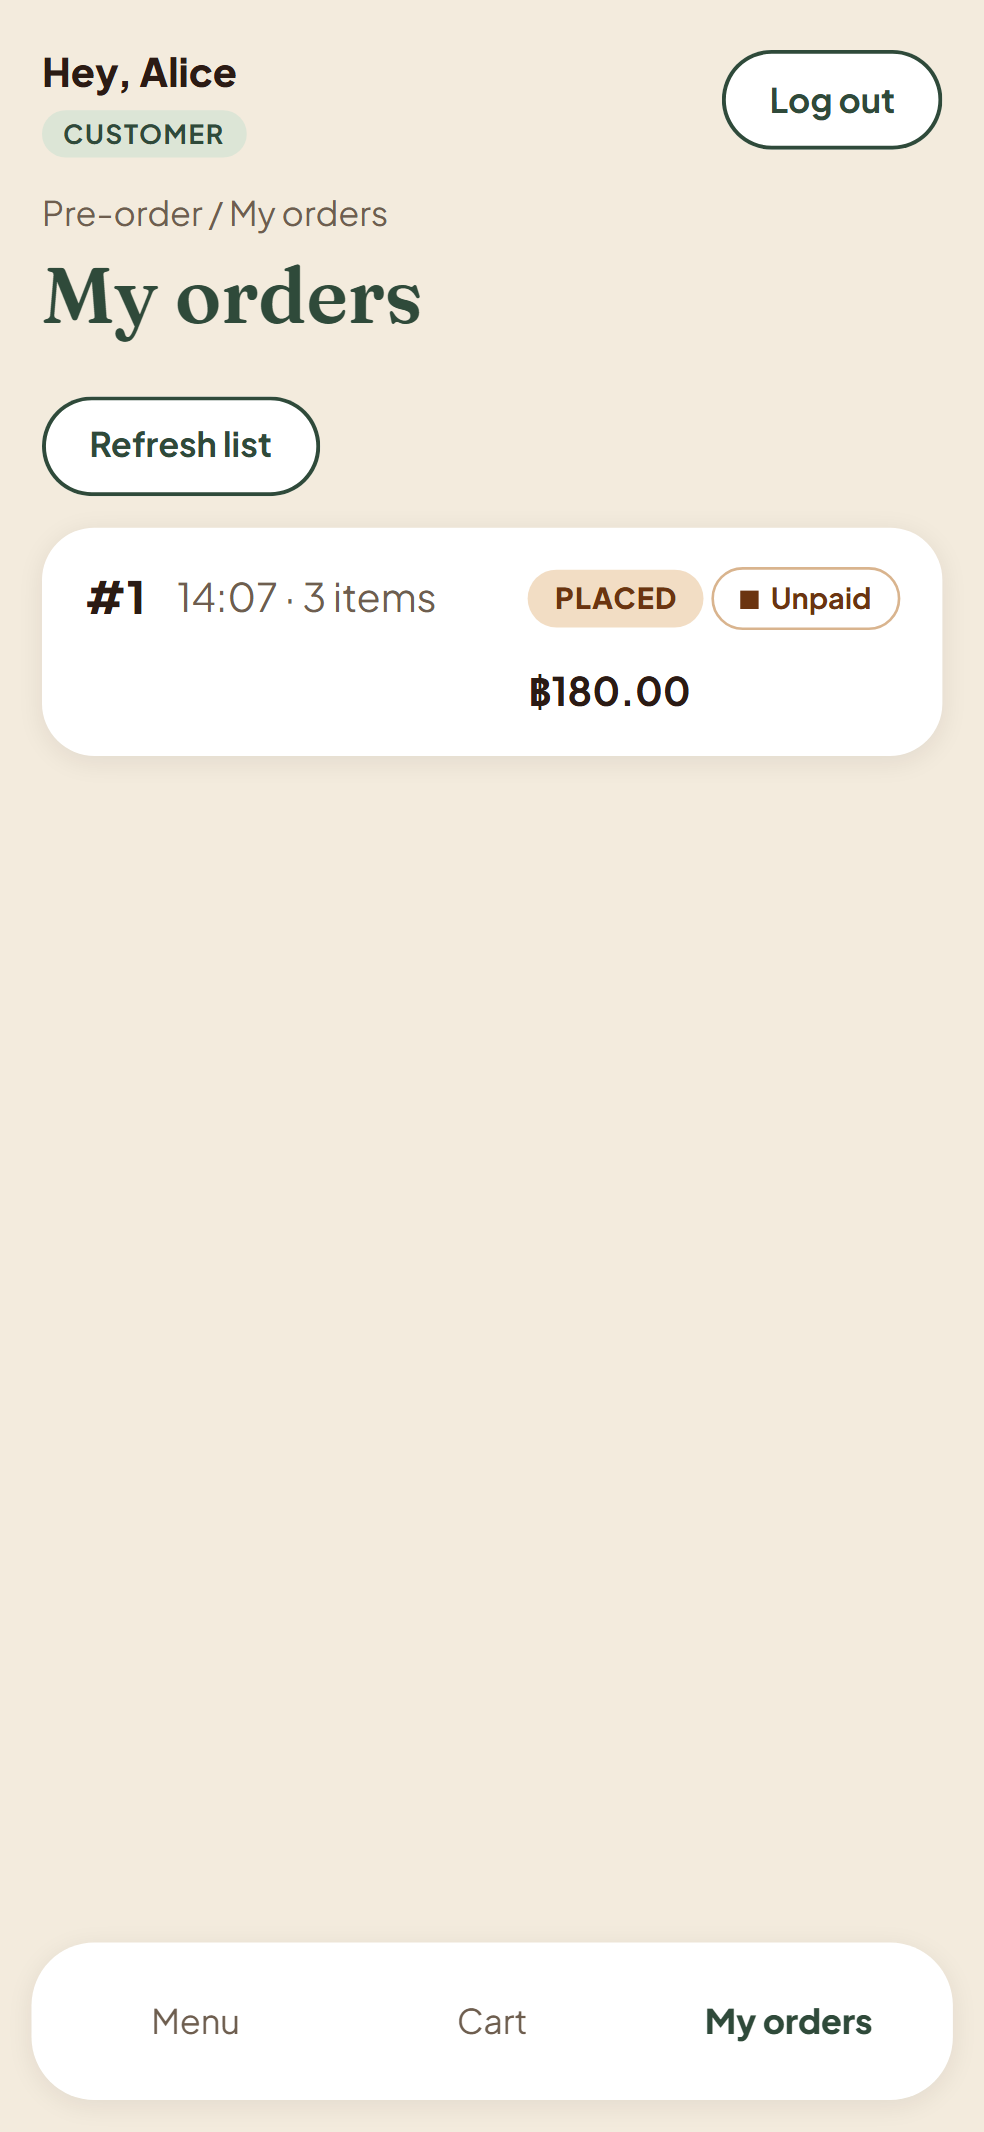 Hey, Alice
Log out
CUSTOMER
Pre-order / My orders
My orders
Refresh list
#1 14:07 · 3 items PLACED ■ Unpaid
฿180.00
Menu Cart My orders